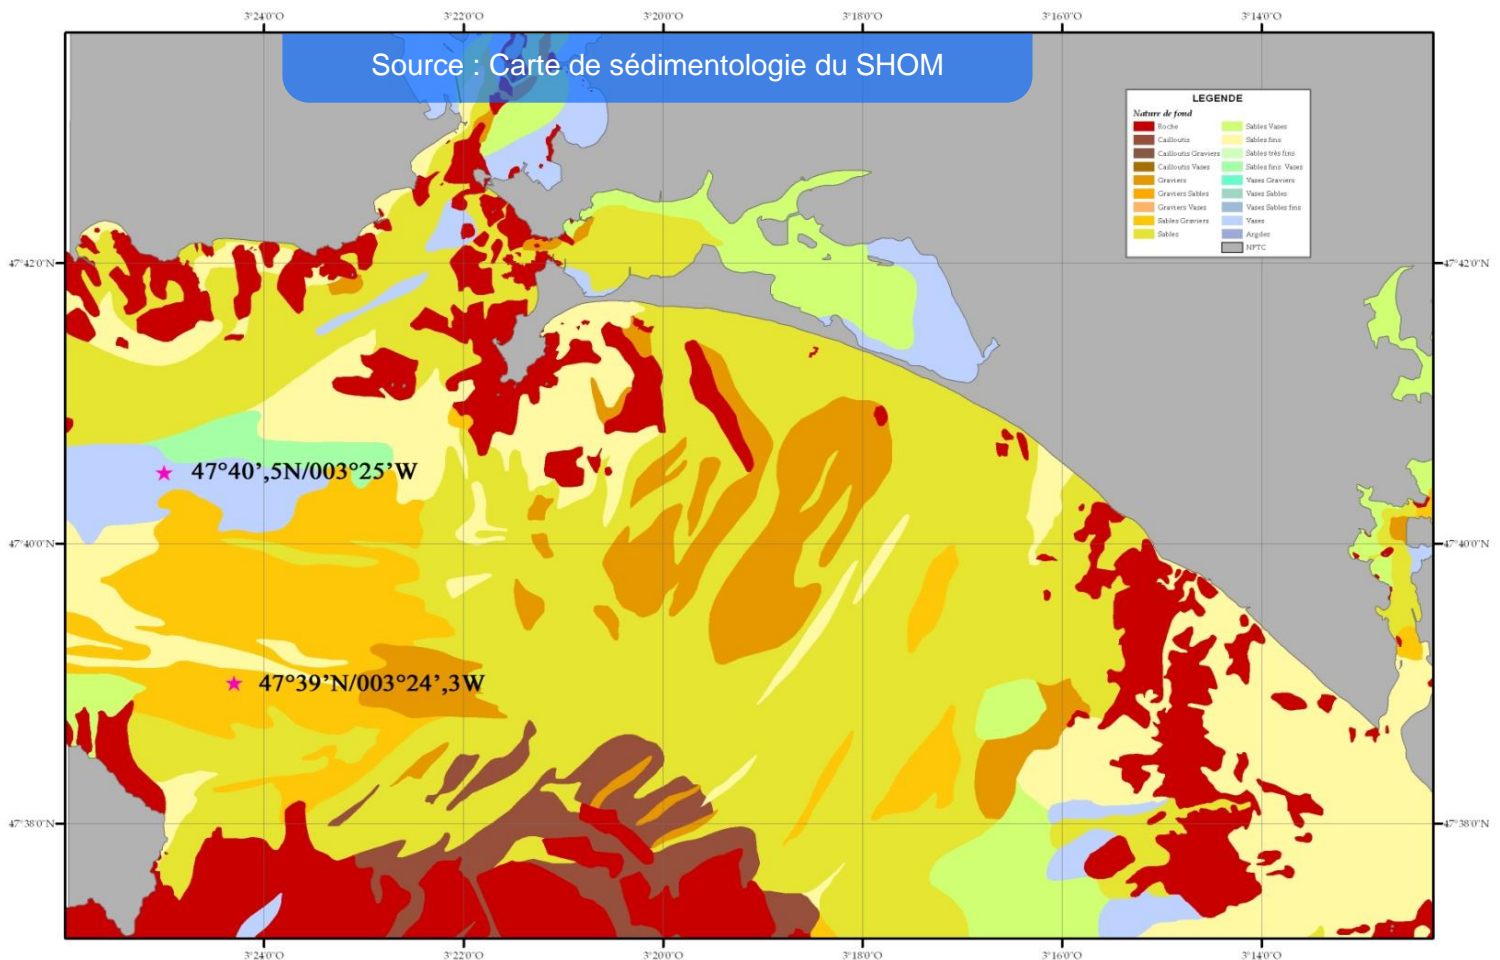 3°24'0"O 3°22'0"O 3°20'0"O 3°18'0"O 3°16'0"O 3°14'0"O
Source : Carte de sédimentologie du SHOM
LEGENDE
Nature de fond
Roche
Cailloutis
Cailloutis Graviers
Cailloutis Vases
Graviers
Graviers Sables
Graviers Vases
Sables Graviers
Sables
Sables Vases
Sables fins
Sables très fins
Sables fins Vases
Vases Graviers
Vases Sables
Vases Sables fins
Vases
Argiles
NPTC
47°42'0"N 47°42'0"N
47°40',5N/003°25'W
47°40'0"N 47°40'0"N
47°39'N/003°24',3W
47°38'0"N 47°38'0"N
3°24'0"O 3°22'0"O 3°20'0"O 3°18'0"O 3°16'0"O 3°14'0"O